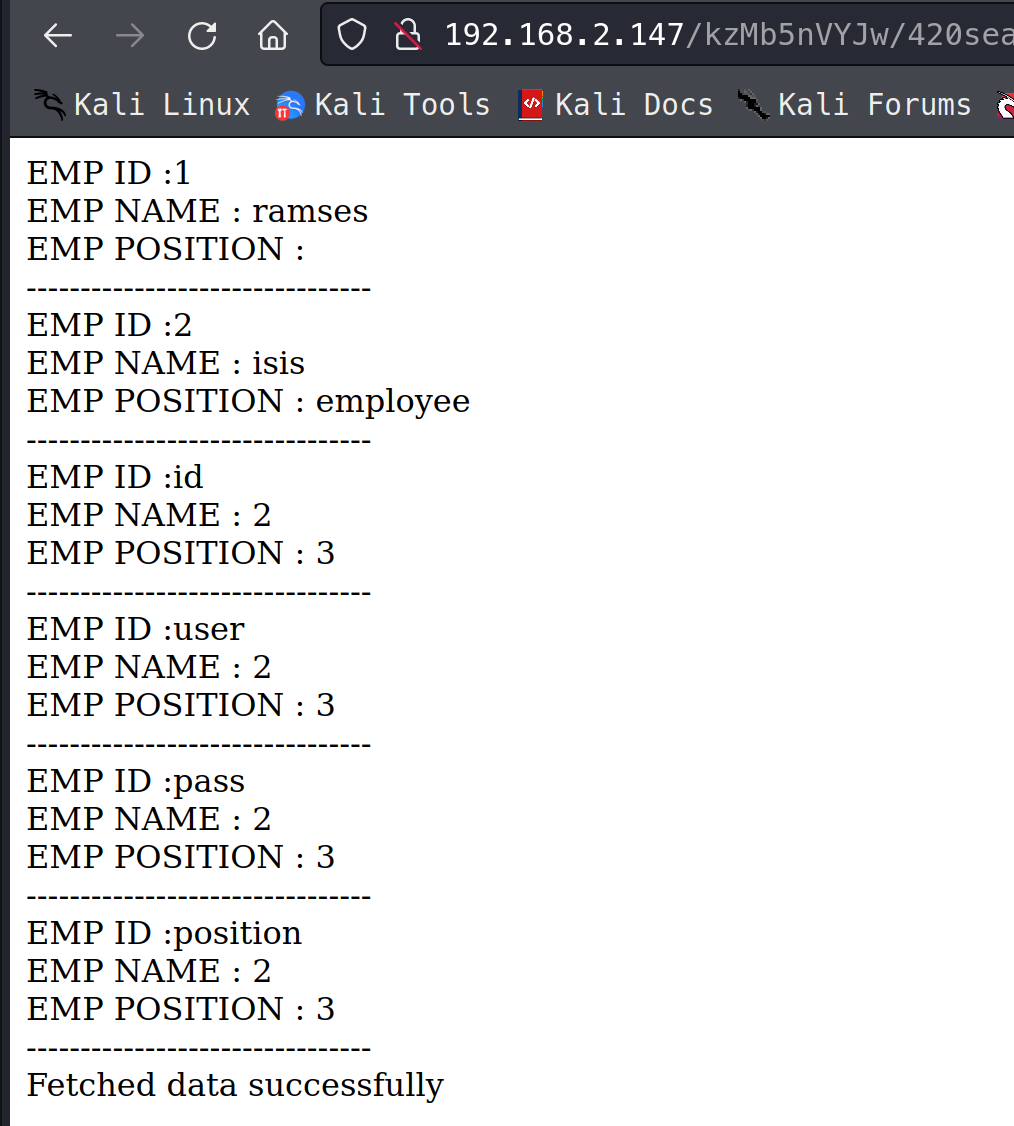 192.168.2.147/kzMb5nVYJw/420sea
Kali Linux Kali Tools Kali Docs Kali Forums
EMP ID :1
EMP NAME : ramses
EMP POSITION :
--------------------------------
EMP ID :2
EMP NAME : isis
EMP POSITION : employee
--------------------------------
EMP ID :id
EMP NAME : 2
EMP POSITION : 3
--------------------------------
EMP ID :user
EMP NAME : 2
EMP POSITION : 3
--------------------------------
EMP ID :pass
EMP NAME : 2
EMP POSITION : 3
--------------------------------
EMP ID :position
EMP NAME : 2
EMP POSITION : 3
--------------------------------
Fetched data successfully